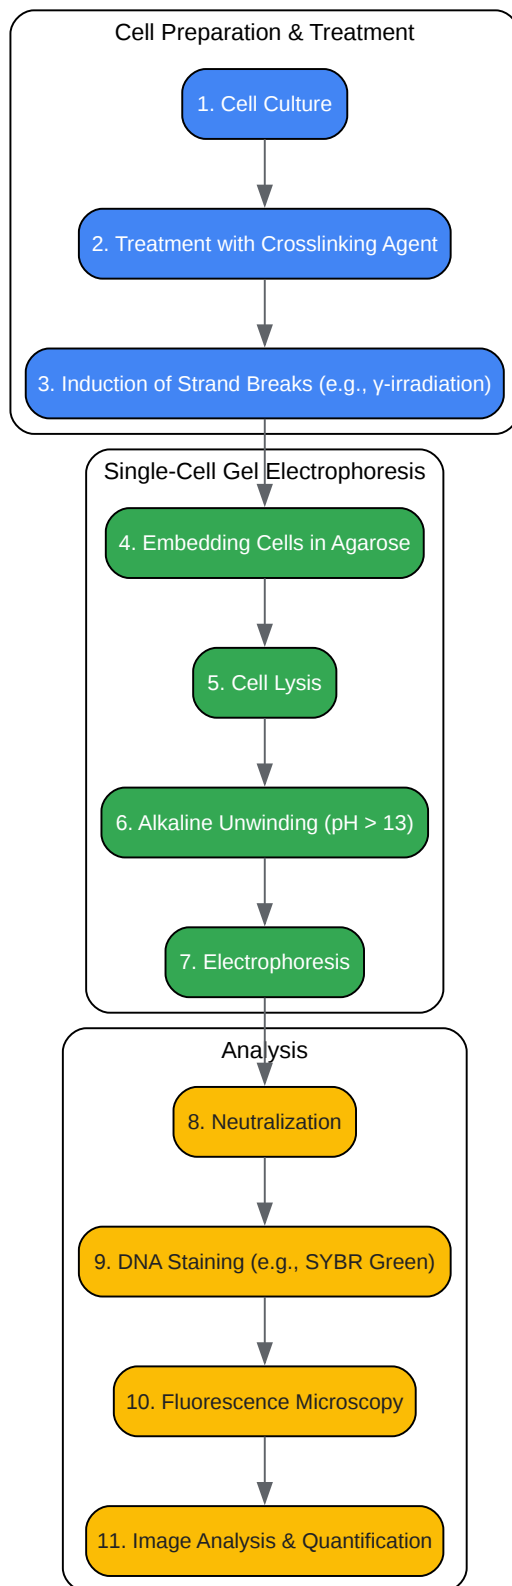 Cell Preparation & Treatment
1. Cell Culture
2. Treatment with Crosslinking Agent
3. Induction of Strand Breaks (e.g., γ-irradiation)
Single-Cell Gel Electrophoresis
4. Embedding Cells in Agarose
5. Cell Lysis
6. Alkaline Unwinding (pH > 13)
7. Electrophoresis
Analysis
8. Neutralization
9. DNA Staining (e.g., SYBR Green)
10. Fluorescence Microscopy
11. Image Analysis & Quantification